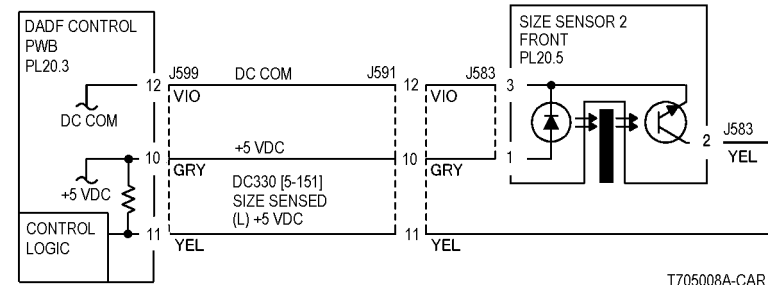 DADF CONTROL
PWB
PL20.3
SIZE SENSOR 2
FRONT
PL20.5
12 J599 DC COM J591 12 J583 3
VIO VIO
DC COM
10 +5 VDC 10 1
GRY GRY
2 J583
YEL
+5 VDC
DC330 [5-151]
SIZE SENSED
(L) +5 VDC
CONTROL
LOGIC
11 11
YEL YEL
T705008A-CAR